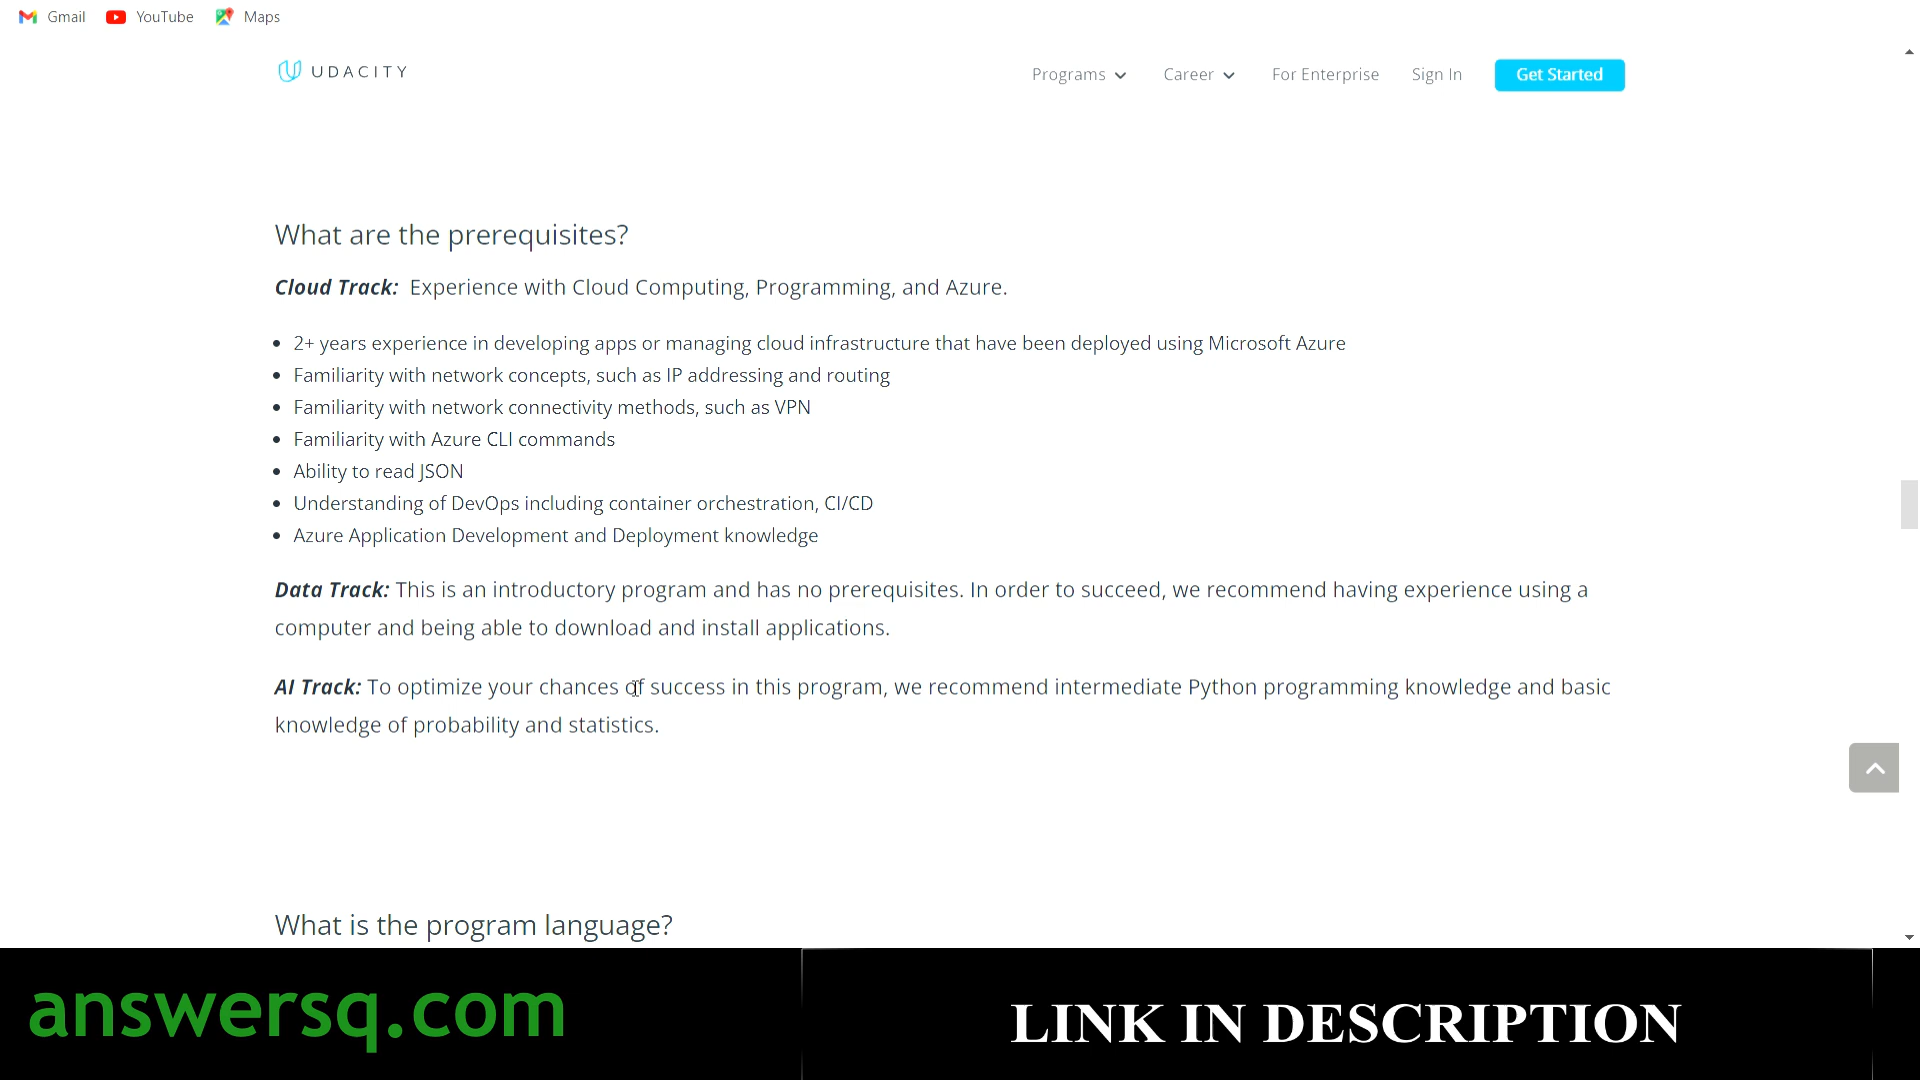 Gmail YouTube Maps
UDACITY Programs Career For Enterprise Sign In Get Started
What are the prerequisites?
Cloud Track: Experience with Cloud Computing, Programming, and Azure.
2+ years experience in developing apps or managing cloud infrastructure that have been deployed using Microsoft Azure
Familiarity with network concepts, such as IP addressing and routing
Familiarity with network connectivity methods, such as VPN
Familiarity with Azure CLI commands
Ability to read JSON
Understanding of DevOps including container orchestration, CI/CD
Azure Application Development and Deployment knowledge
Data Track: This is an introductory program and has no prerequisites. In order to succeed, we recommend having experience using a
computer and being able to download and install applications.
AI Track: To optimize your chances of success in this program, we recommend intermediate Python programming knowledge and basic
knowledge of probability and statistics.
What is the program language?
answersq.com LINK IN DESCRIPTION